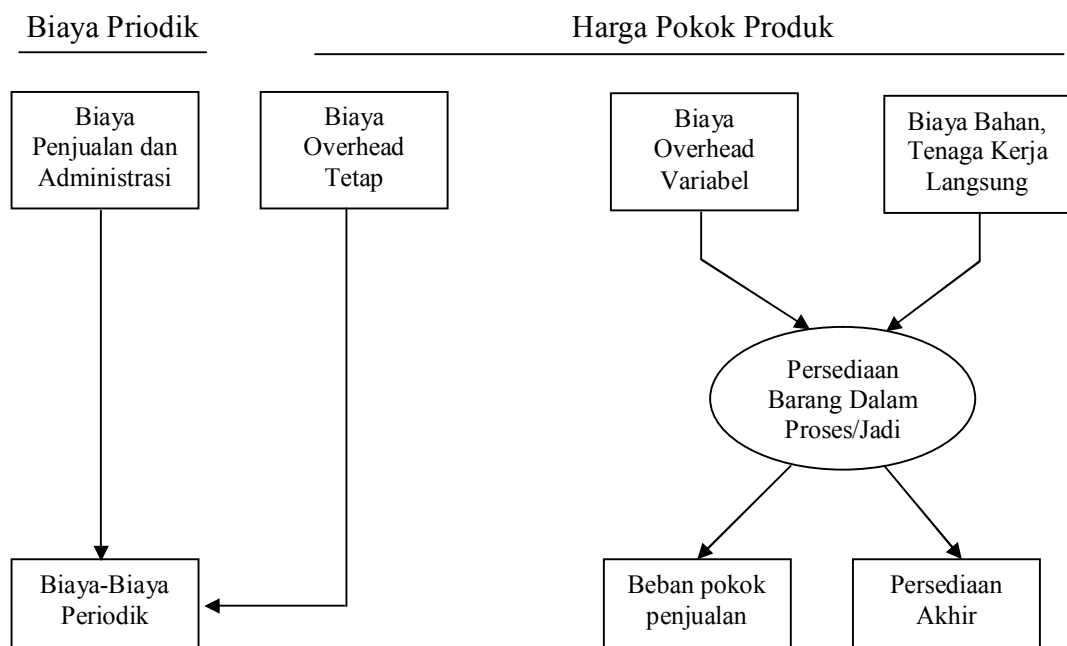 Biaya Priodik
Harga Pokok Produk
Biaya
Penjualan dan
Administrasi
Biaya
Overhead
Tetap
Biaya
Overhead
Variabel
Biaya Bahan,
Tenaga Kerja
Langsung
Persediaan
Barang Dalam
Proses/Jadi
Biaya-Biaya
Periodik
Beban pokok
penjualan
Persediaan
Akhir